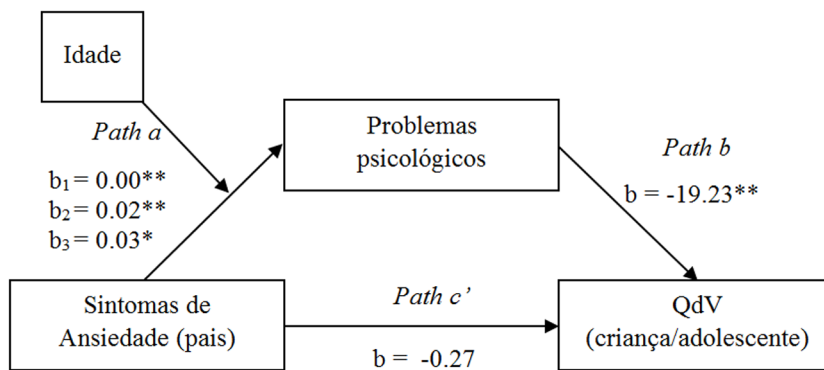 Idade
Path a
b₁ = 0.00**
b₂ = 0.02**
b₃ = 0.03*
Problemas
psicológicos
Path b
b = -19.23**
Sintomas de
Ansiedade (pais)
Path c’
b = -0.27
QdV
(criança/adolescente)